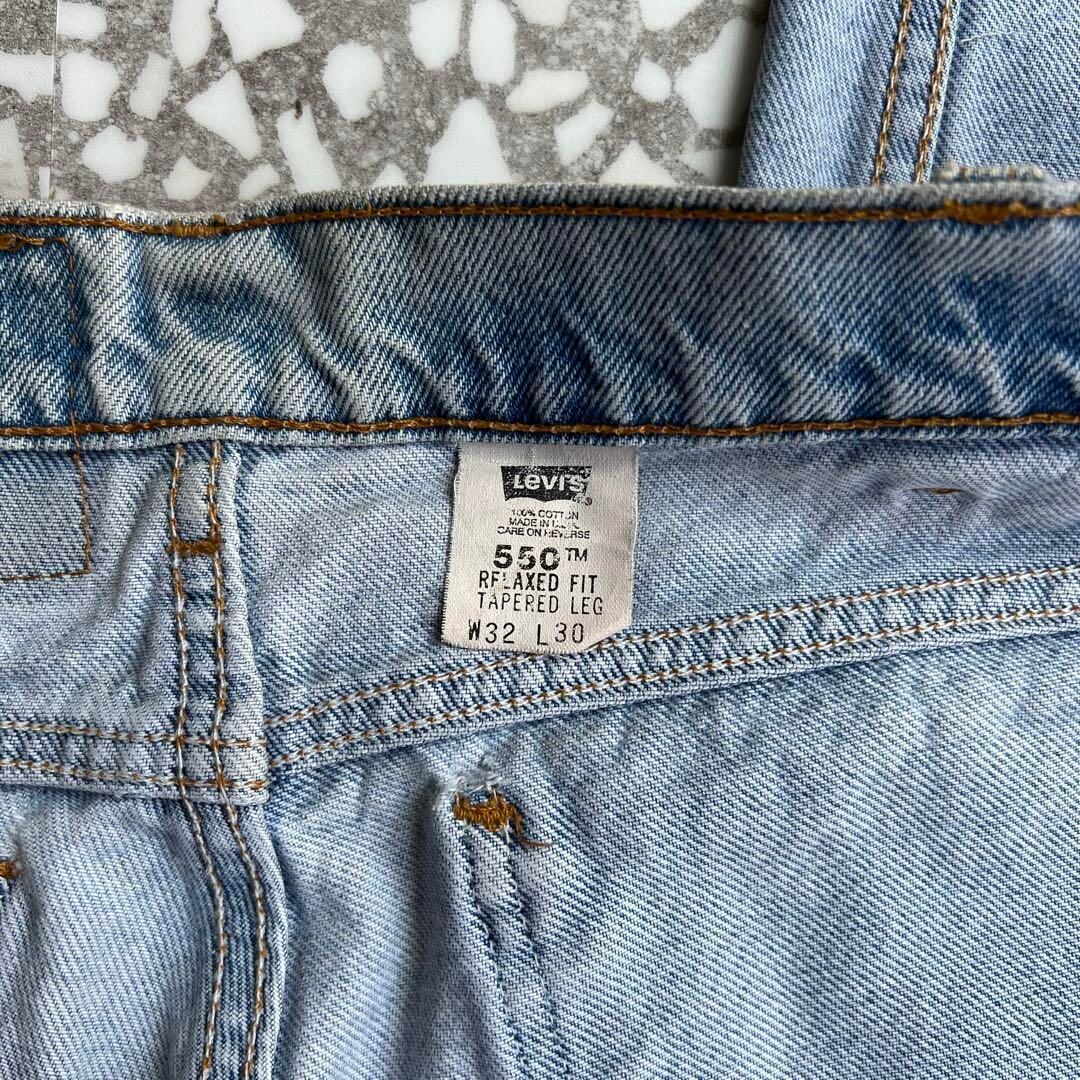 Levi's ®
100% COTTON
MADE IN
CARE ON REVERSE
550™
RELAXED FIT
TAPERED LEG
W32 L30